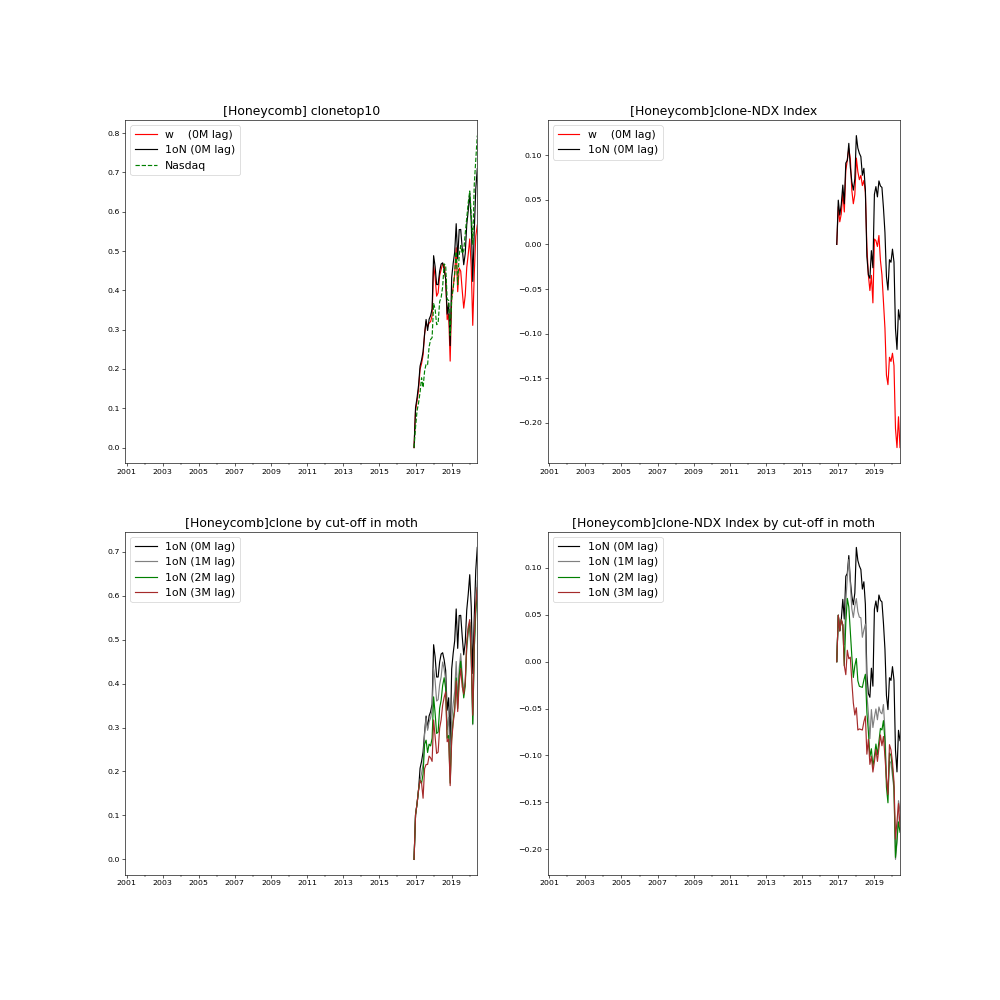 [Honeycomb] clonetop10
w    (0M lag)
1oN (0M lag)
Nasdaq
0.8
0.7
0.6
0.5
0.4
0.3
0.2
0.1
0.0
2001 2003 2005 2007 2009 2011 2013 2015 2017 2019
[Honeycomb]clone-NDX Index
w    (0M lag)
1oN (0M lag)
0.10
0.05
0.00
−0.05
−0.10
−0.15
−0.20
2001 2003 2005 2007 2009 2011 2013 2015 2017 2019
[Honeycomb]clone by cut-off in moth
1oN (0M lag)
1oN (1M lag)
1oN (2M lag)
1oN (3M lag)
0.7
0.6
0.5
0.4
0.3
0.2
0.1
0.0
2001 2003 2005 2007 2009 2011 2013 2015 2017 2019
[Honeycomb]clone-NDX Index by cut-off in moth
1oN (0M lag)
1oN (1M lag)
1oN (2M lag)
1oN (3M lag)
0.10
0.05
0.00
−0.05
−0.10
−0.15
−0.20
2001 2003 2005 2007 2009 2011 2013 2015 2017 2019